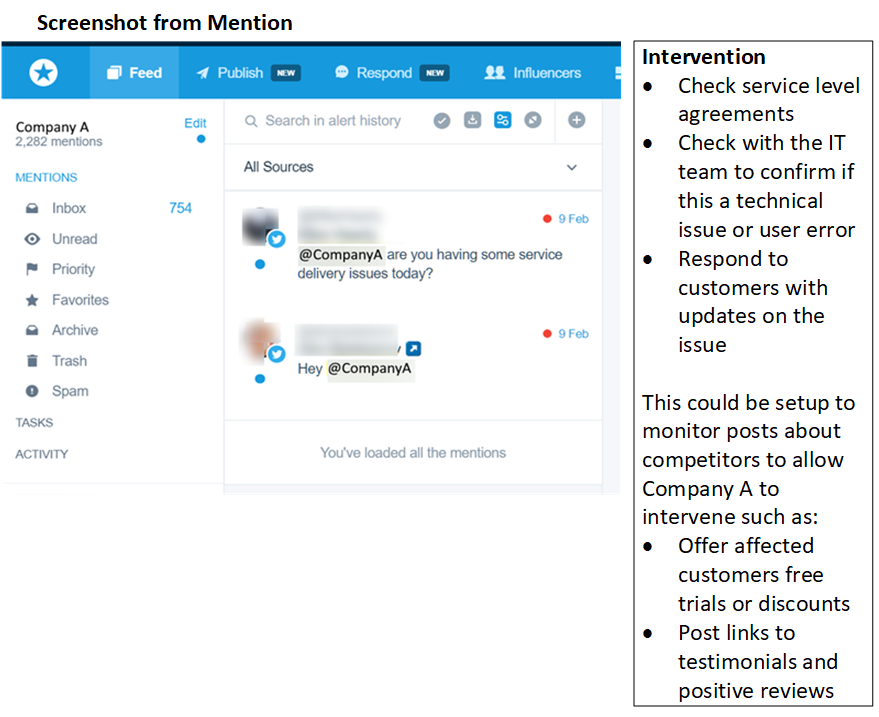 Screenshot from Mention
Feed
Publish NEW
Respond NEW
Influencers
Company A
Edit
2,282 mentions
MENTIONS
Inbox 754
Unread
Priority
Favorites
Archive
Trash
Spam
TASKS
ACTIVITY
Search in alert history
All Sources
9 Feb
@CompanyA are you having some service
delivery issues today?
9 Feb
Hey @CompanyA
You've loaded all the mentions
Intervention
● Check service level
agreements
● Check with the IT
team to confirm if
this a technical
issue or user error
● Respond to
customers with
updates on the
issue
This could be setup to
monitor posts about
competitors to allow
Company A to
intervene such as:
● Offer affected
customers free
trials or discounts
● Post links to
testimonials and
positive reviews